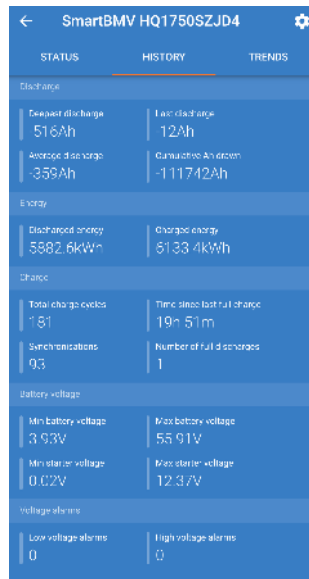 SmartBMV HQ1750SZJD4
STATUS HISTORY TRENDS
Discharge
Deepest discharge Last discharge
-516Ah -12Ah
Average discharge Cumulative Ah drawn
-359Ah -111742Ah
Energy
Discharged energy Charged energy
5882.6kWh 6133.4kWh
Charge
Total charge cycles Time since last full charge
181 19h 51m
Synchronisations Number of full discharges
93 1
Battery voltage
Min battery voltage Max battery voltage
3.93V 55.91V
Min starter voltage Max starter voltage
0.02V 12.37V
Voltage alarms
Low voltage alarms High voltage alarms
0 0